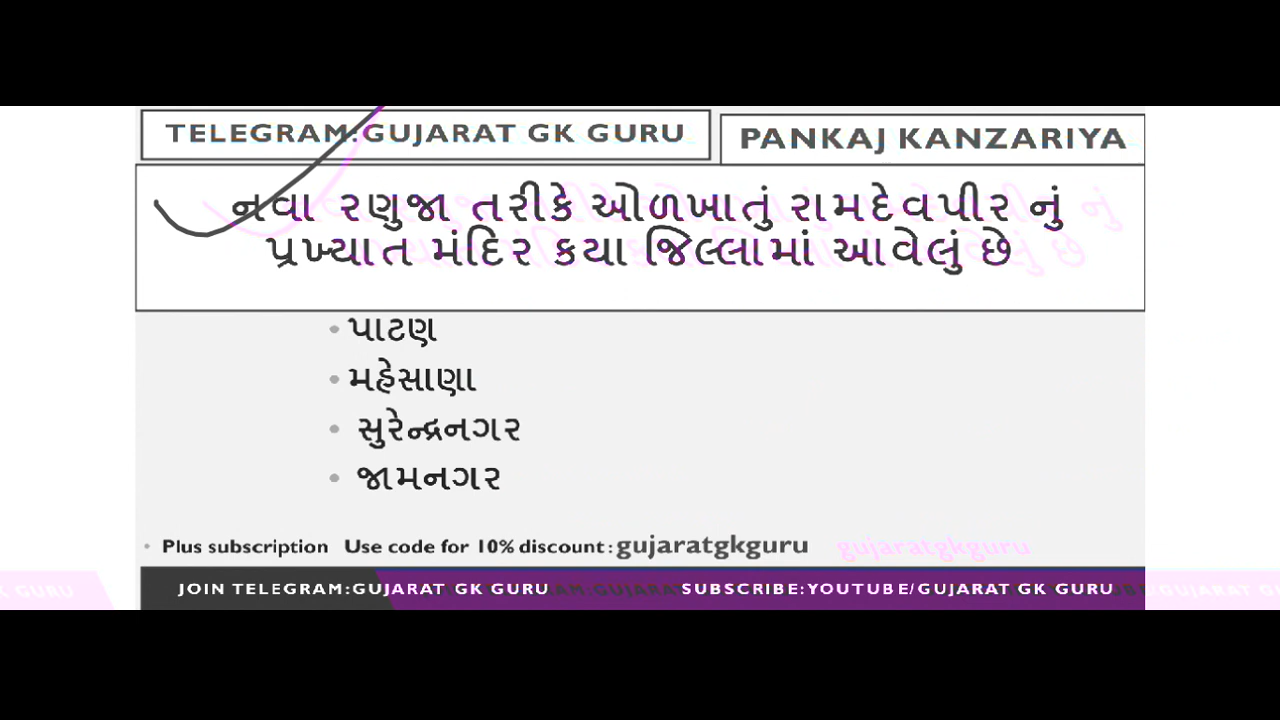 TELEGRAM:GUJARAT GK GURU
PANKAJ KANZARIYA
નવા રણુજા તરીકે ઓળખાતું રામદેવપીર નું
પ્રખ્યાત મંદિર કયા જિલ્લામાં આવેલું છે
• પાટણ
• મહેસાણા
• સુરેન્દ્રનગર
• જામનગર
• Plus subscription Use code for 10% discount : gujaratgkguru
gujaratgkguru
JOIN TELEGRAM:GUJARAT GK GURU
SUBSCRIBE:YOUTUBE/GUJARAT GK GURU